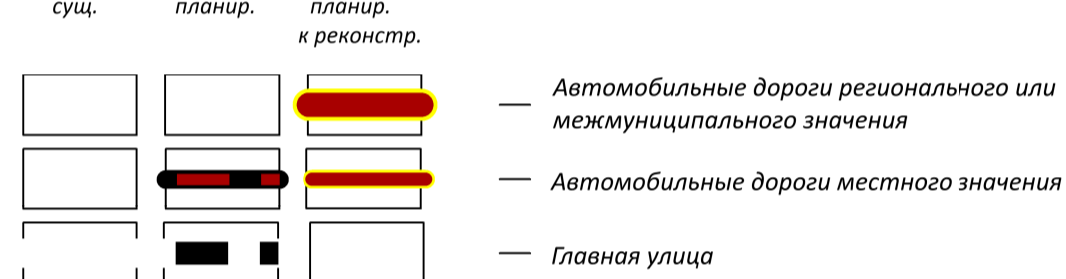 сущ. планир. планир.
к реконстр.
— Автомобильные дороги регионального или
межмуниципального значения
— Автомобильные дороги местного значения
— Главная улица